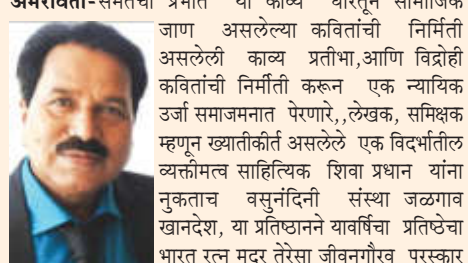 अमरावती-समतेचा प्रभात या काव्य धारेतून सामाजिक
जाण असलेल्या कवितांची निर्मिती
असलेली काव्य प्रतीभा,आणि विद्रोही
कवितांची निर्मीती करून एक न्यायिक
उर्जा समाजमनात पेरणारे,,लेखक, समिक्षक
म्हणून ख्यातीकीर्त असलेले एक विदर्भातील
व्यक्तीमत्व साहित्यिक शिवा प्रधान यांना
नुकताच वसुनंदिनी संस्था जळगाव
खानदेश, या प्रतिष्ठानने यावर्षिचा प्रतिष्ठेचा
भारत रत्न मदर तेरेसा जीवनगौरव पुरस्कार